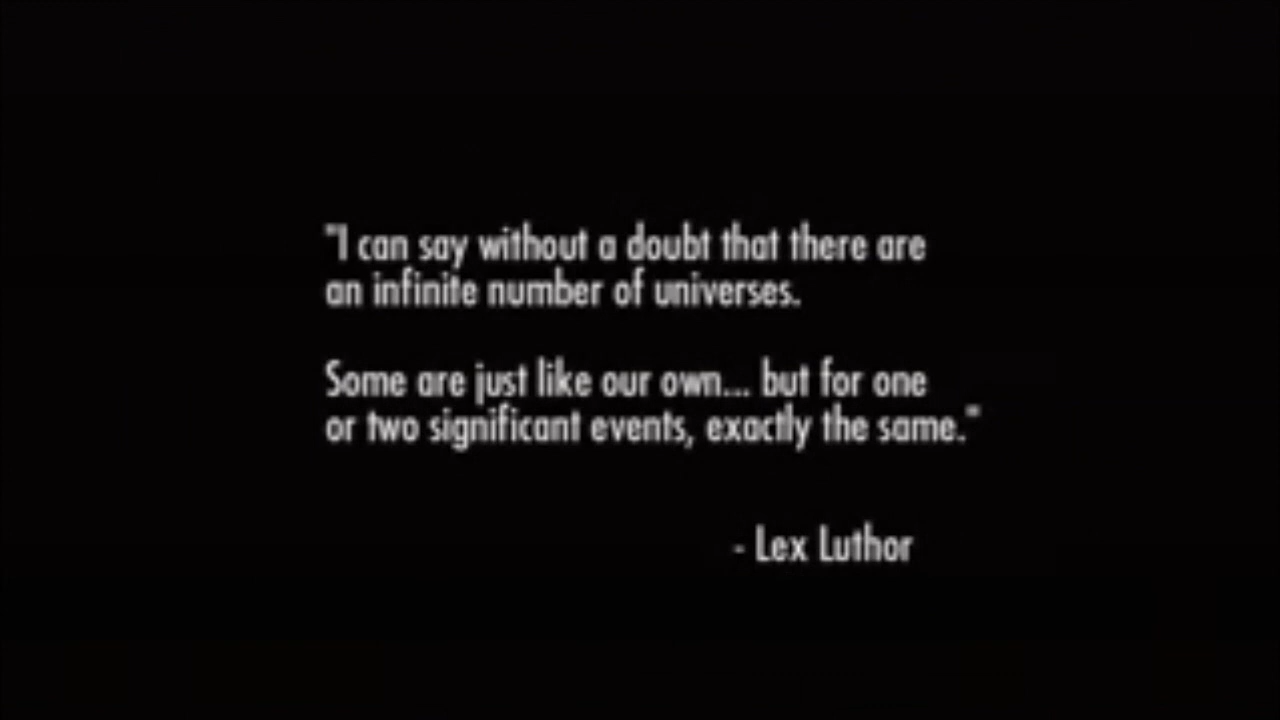 "I can say without a doubt that there are
an infinite number of universes.
Some are just like our own... but for one
or two significant events, exactly the same."
- Lex Luthor